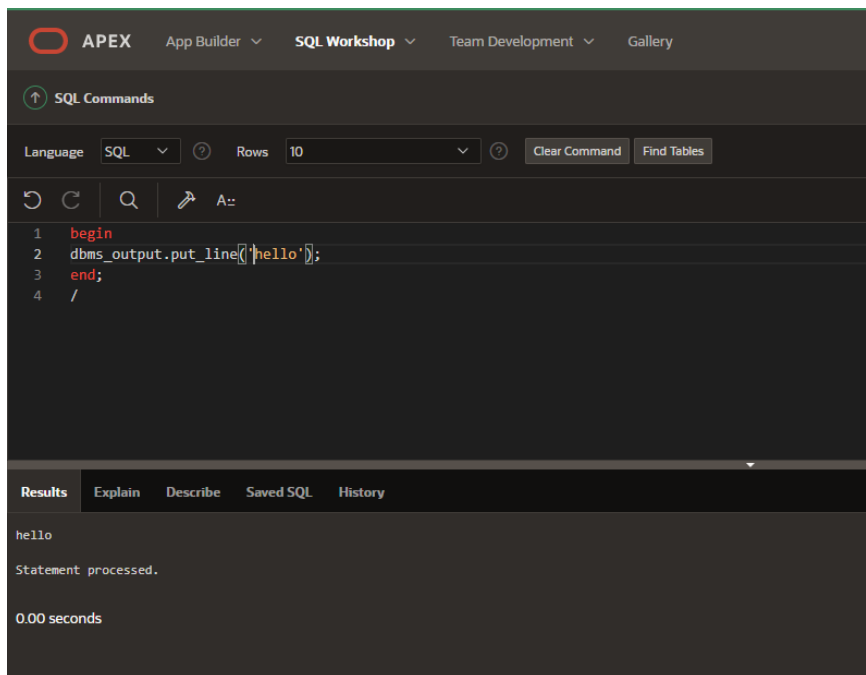 APEX App Builder SQL Workshop Team Development Gallery
SQL Commands
Language SQL ? Rows 10 ? Clear Command Find Tables
A::
1 begin
2 dbms_output.put_line('hello');
3 end;
4 /
Results Explain Describe Saved SQL History
hello
Statement processed.
0.00 seconds